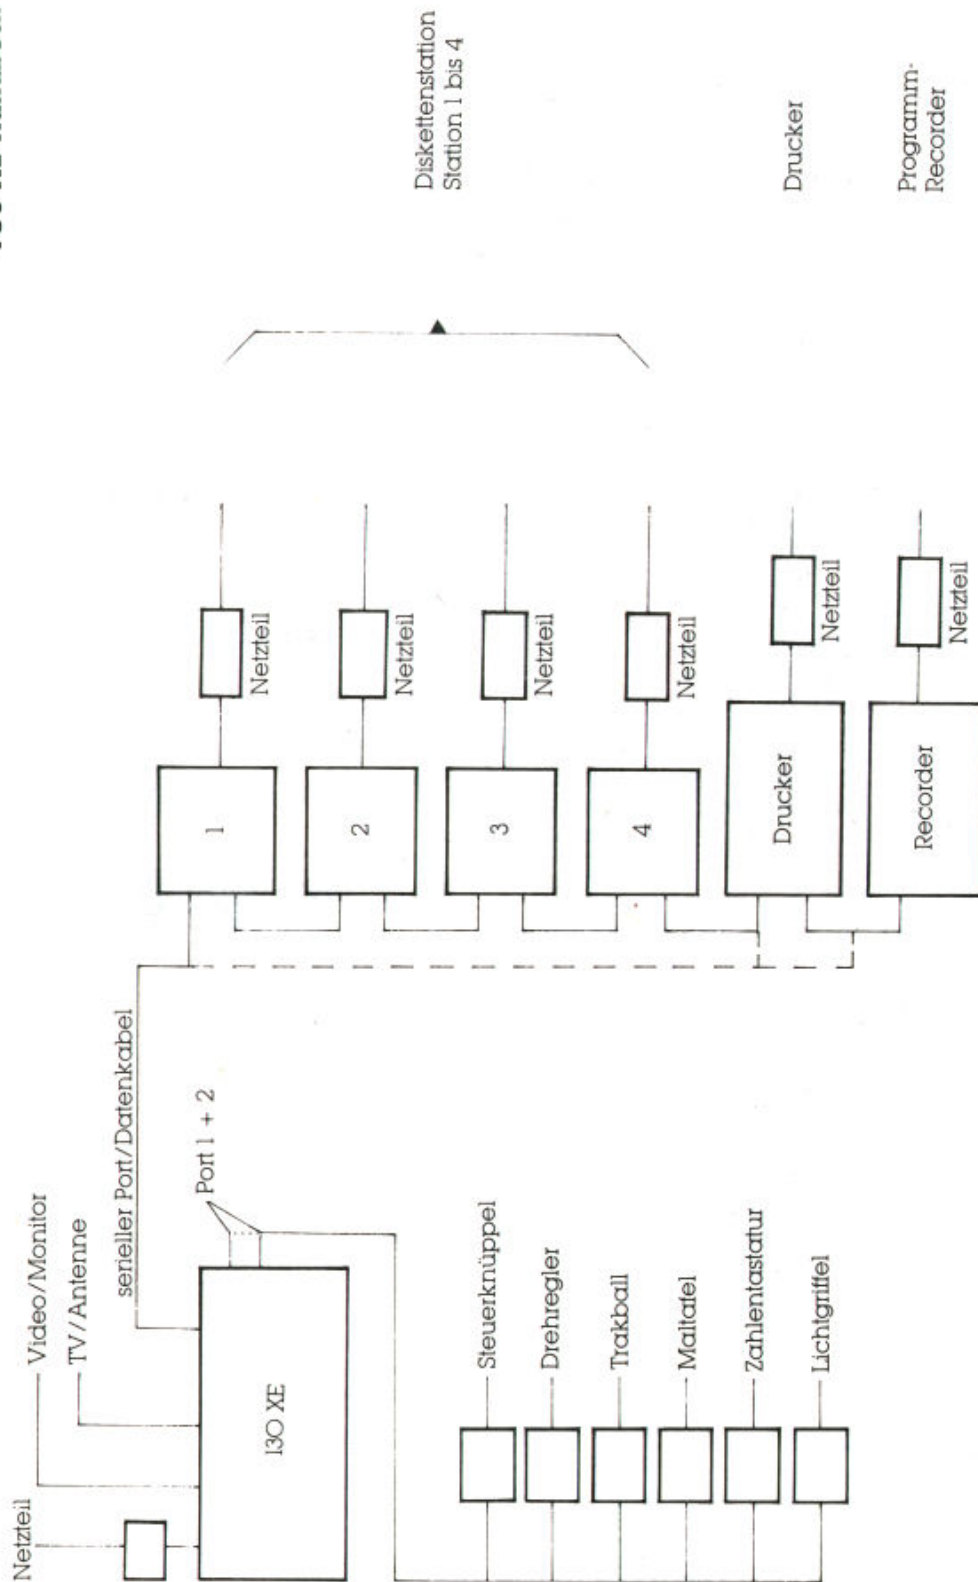 Netzteil
Video/Monitor
TV/Antenne
serieller Port/Datenkabel
130 XE
Port 1 + 2
Steuerknüppel
Drehregler
Trakball
Maltafel
Zahlentastatur
Lichtgriffel
1
Netzteil
2
Netzteil
3
Netzteil
4
Netzteil
Drucker
Netzteil
Recorder
Netzteil
Diskettenstation
Station 1 bis 4
Drucker
Programm-
Recorder